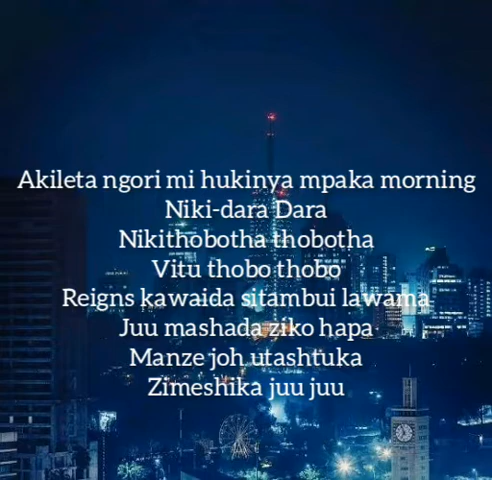 Akileta ngori mi hukinya mpaka morning
Niki-dara Dara
Nikithobotha thobotha
Vitu thobo thobo
Reigns kawaida sitambui lawama
Juu mashada ziko hapa
Manze joh utashtuka
Zimeshika juu juu